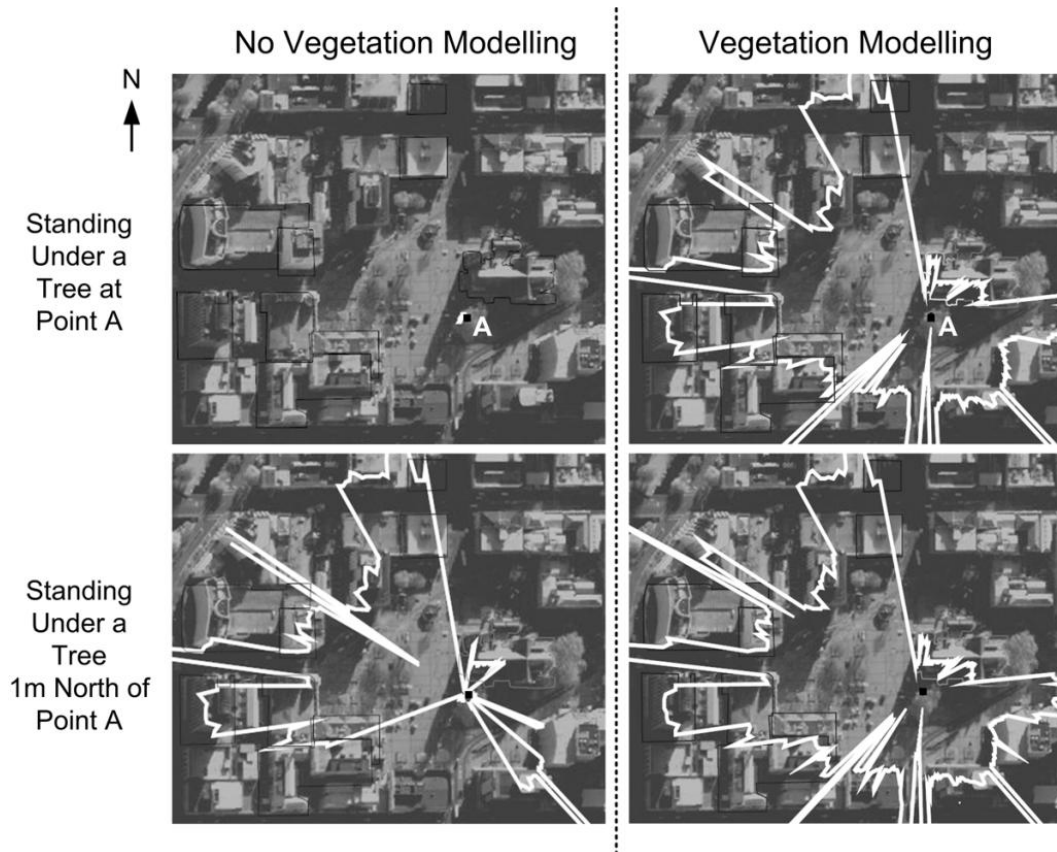 No Vegetation Modelling
Vegetation Modelling
N
Standing
Under a
Tree at
Point A
A
A
Standing
Under a
Tree
1m North of
Point A